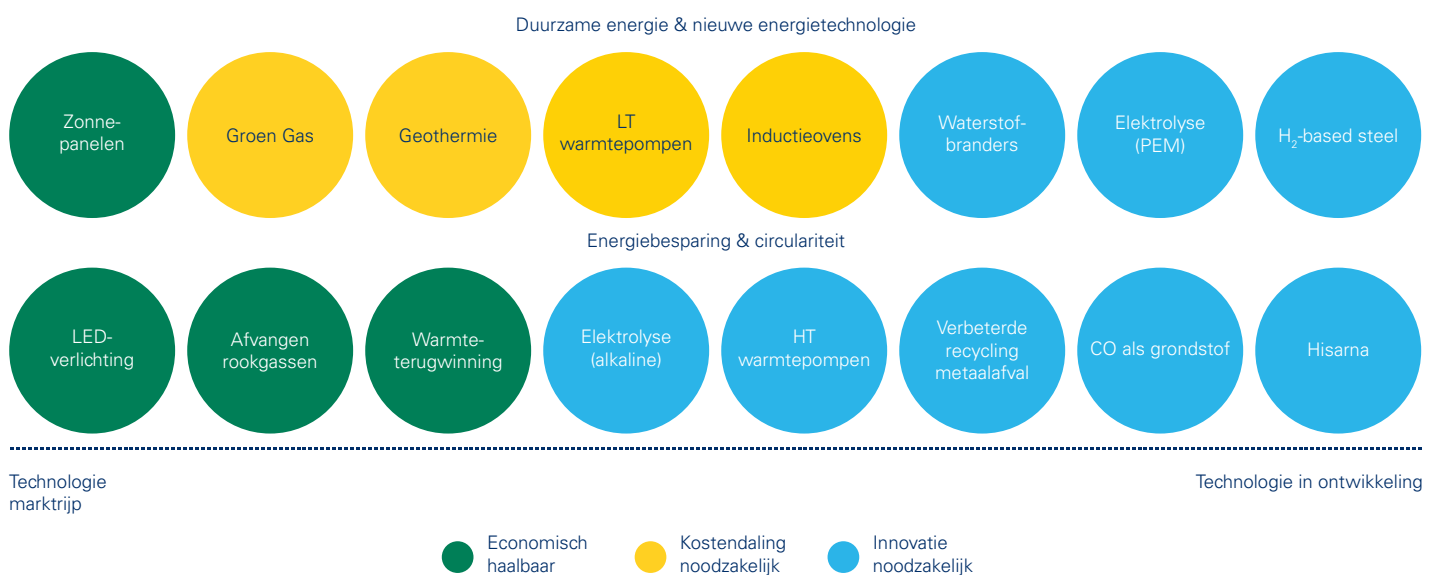 Duurzame energie & nieuwe energietechnologie
Zonne-
panelen
Groen Gas
Geothermie
LT
warmtepompen
Inductieovens
Waterstof-
branders
Elektrolyse
(PEM)
H₂-based steel
Energiebesparing & circulariteit
LED-
verlichting
Afvangen
rookgassen
Warmte-
terugwinning
Elektrolyse
(alkaline)
HT
warmtepompen
Verbeterde
recycling
metaalafval
CO als grondstof
Hisarna
Technologie
marktrijp
Technologie in ontwikkeling
Economisch
haalbaar
Kostendaling
noodzakelijk
Innovatie
noodzakelijk